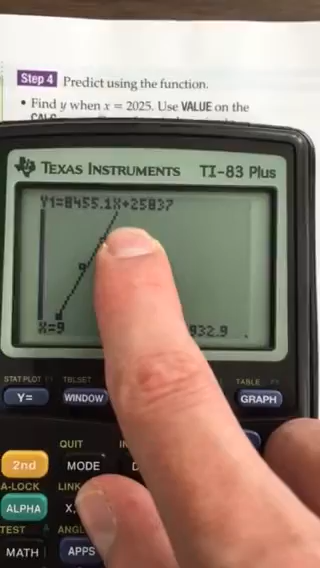 Step 4 Predict using the function.
• Find y when x = 2025. Use VALUE on the
TEXAS INSTRUMENTS TI-83 Plus
Y1=8455.1X+25837
X=9 932.9
STAT PLOT TBLSET TABLE
Y= WINDOW GRAPH
QUIT
2nd MODE
A-LOCK LINK
ALPHA
TEST
MATH APPS